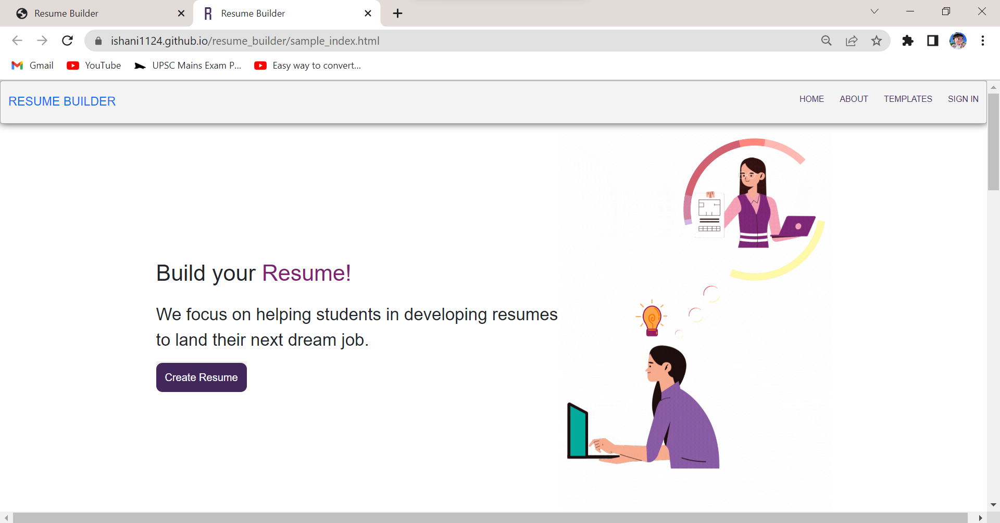 Resume Builder
R Resume Builder
ishani1124.github.io/resume_builder/sample_index.html
Gmail YouTube UPSC Mains Exam P... Easy way to convert...
RESUME BUILDER HOME ABOUT TEMPLATES SIGN IN
Build your Resume!
We focus on helping students in developing resumes
to land their next dream job.
Create Resume